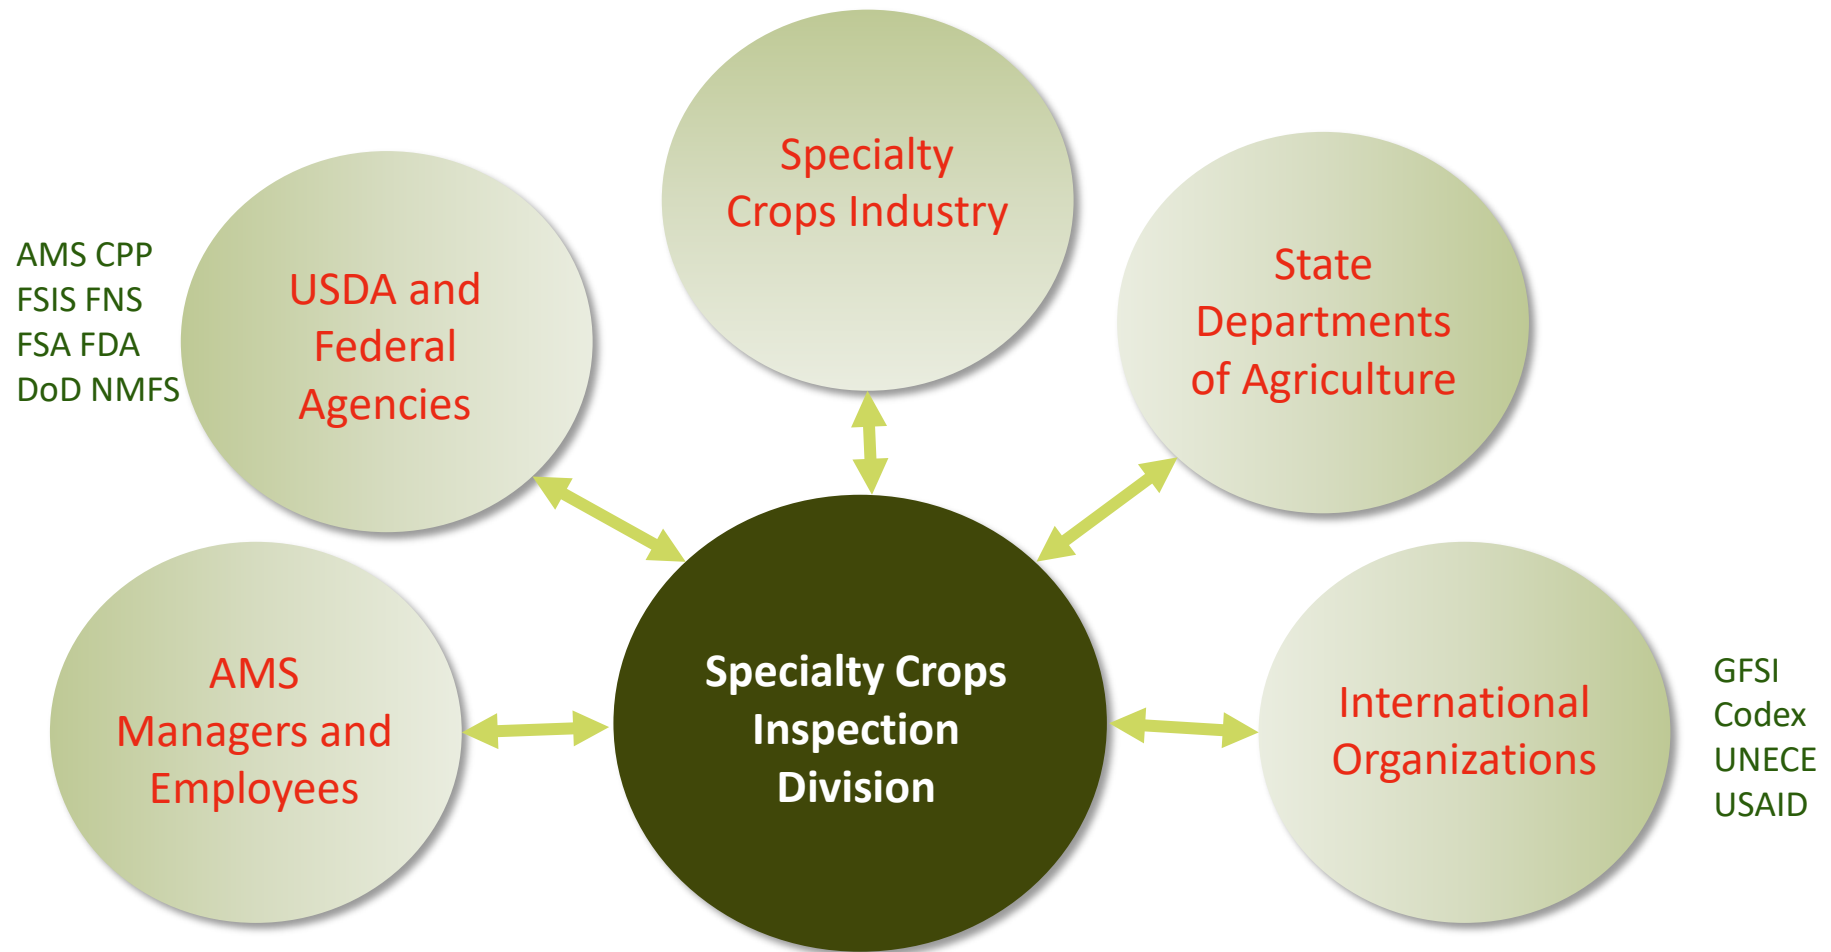 Specialty
Crops Industry
AMS CPP
FSIS FNS
FSA FDA
DoD NMFS
USDA and
Federal
Agencies
State
Departments
of Agriculture
AMS
Managers and
Employees
Specialty Crops
Inspection
Division
International
Organizations
GFSI
Codex
UNECE
USAID